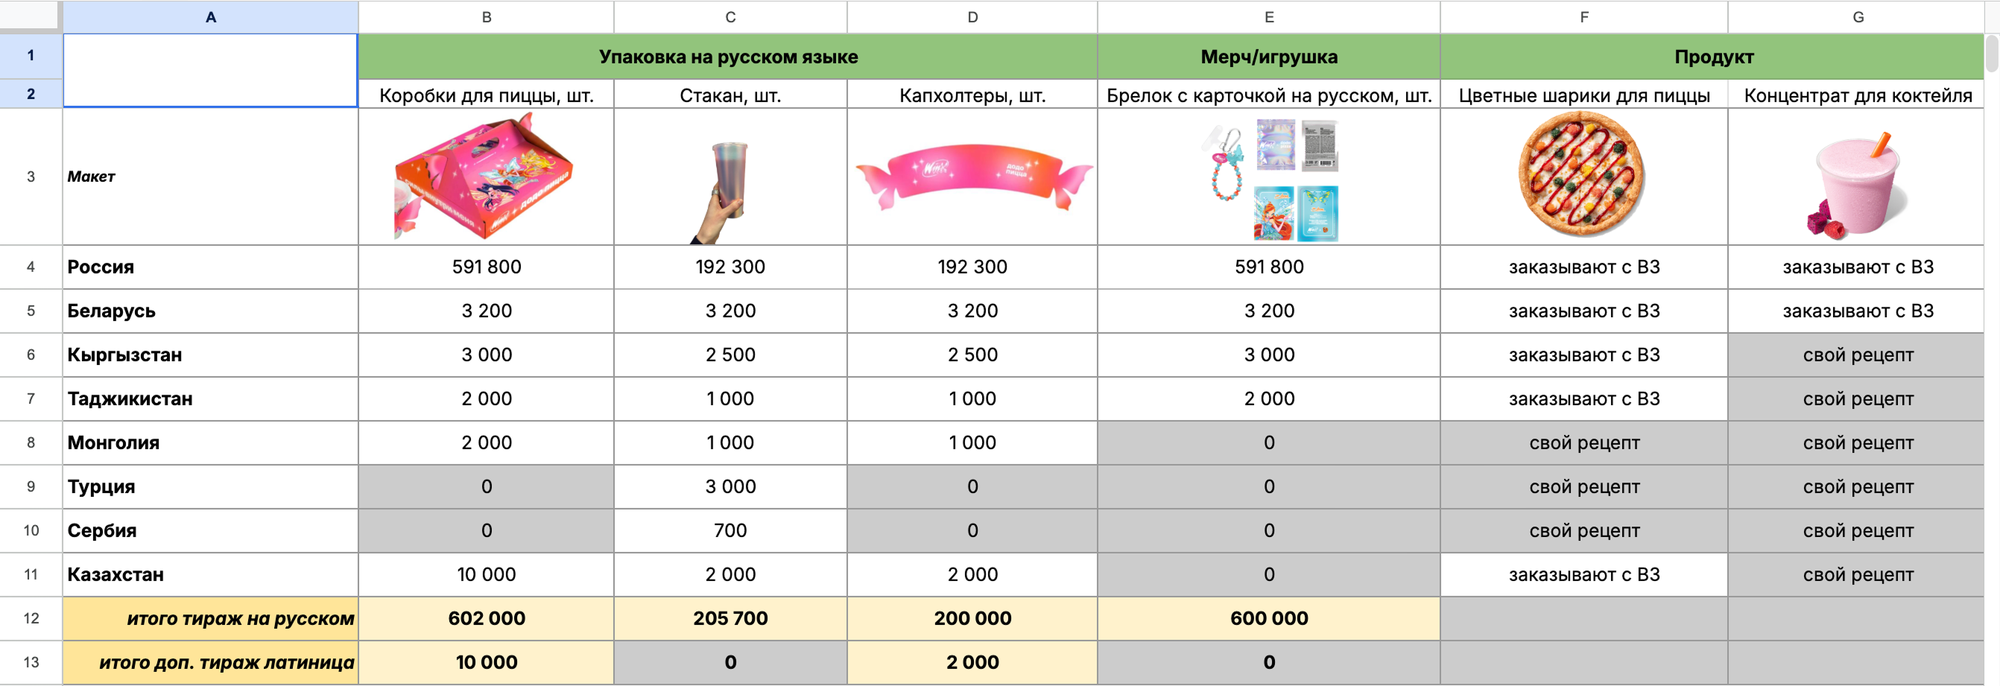 A B C D E F G
1 Упаковка на русском языке Мерч/игрушка Продукт
2 Коробки для пиццы, шт. Стакан, шт. Капхолтеры, шт. Брелок с карточкой на русском, шт. Цветные шарики для пиццы Концентрат для коктейля
3 Макет
4 Россия 591 800 192 300 192 300 591 800 заказывают с ВЗ заказывают с ВЗ
5 Беларусь 3 200 3 200 3 200 3 200 заказывают с ВЗ заказывают с ВЗ
6 Кыргызстан 3 000 2 500 2 500 3 000 заказывают с ВЗ свой рецепт
7 Таджикистан 2 000 1 000 1 000 2 000 заказывают с ВЗ свой рецепт
8 Монголия 2 000 1 000 1 000 0 свой рецепт свой рецепт
9 Турция 0 3 000 0 0 свой рецепт свой рецепт
10 Сербия 0 700 0 0 свой рецепт свой рецепт
11 Казахстан 10 000 2 000 2 000 0 заказывают с ВЗ свой рецепт
12 итого тираж на русском 602 000 205 700 200 000 600 000
13 итого доп. тираж латиница 10 000 0 2 000 0